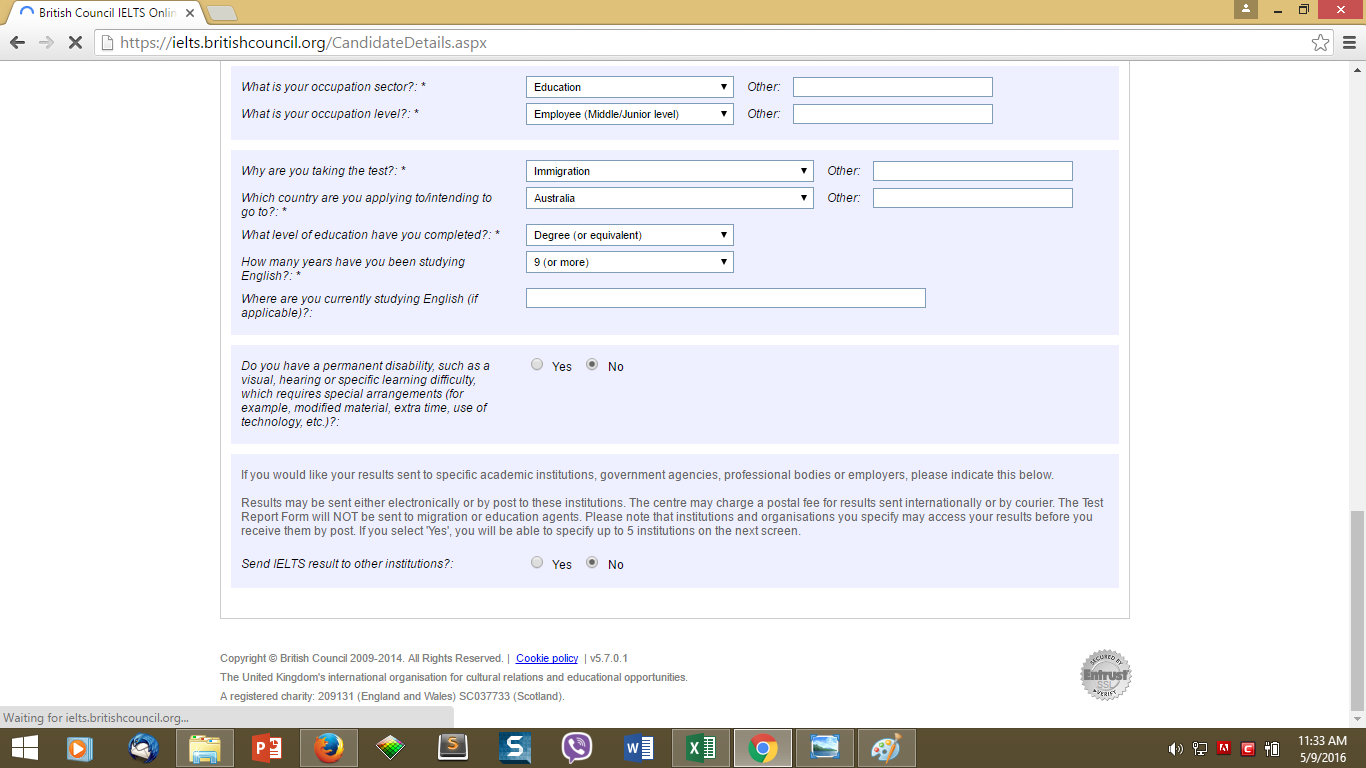 British Council IELTS Onlin
https://ielts.britishcouncil.org/CandidateDetails.aspx
What is your occupation sector?: * Education Other:
What is your occupation level?: * Employee (Middle/Junior level) Other:
Why are you taking the test?: * Immigration Other:
Which country are you applying to/intending to Australia Other:
go to?: *
What level of education have you completed?: * Degree (or equivalent)
How many years have you been studying 9 (or more)
English?: *
Where are you currently studying English (if
applicable)?:
Do you have a permanent disability, such as a Yes No
visual, hearing or specific learning difficulty,
which requires special arrangements (for
example, modified material, extra time, use of
technology, etc.)?:
If you would like your results sent to specific academic institutions, government agencies, professional bodies or employers, please indicate this below.
Results may be sent either electronically or by post to these institutions. The centre may charge a postal fee for results sent internationally or by courier. The Test
Report Form will NOT be sent to migration or education agents. Please note that institutions and organisations you specify may access your results before you
receive them by post. If you select 'Yes', you will be able to specify up to 5 institutions on the next screen.
Send IELTS result to other institutions?: Yes No
Copyright © British Council 2009-2014. All Rights Reserved. | Cookie policy | v5.7.0.1
The United Kingdom's international organisation for cultural relations and educational opportunities.
A registered charity: 209131 (England and Wales) SC037733 (Scotland).
SECURED BY
Entrust
SSL
VERIFY
Waiting for ielts.britishcouncil.org...
11:33 AM
5/9/2016